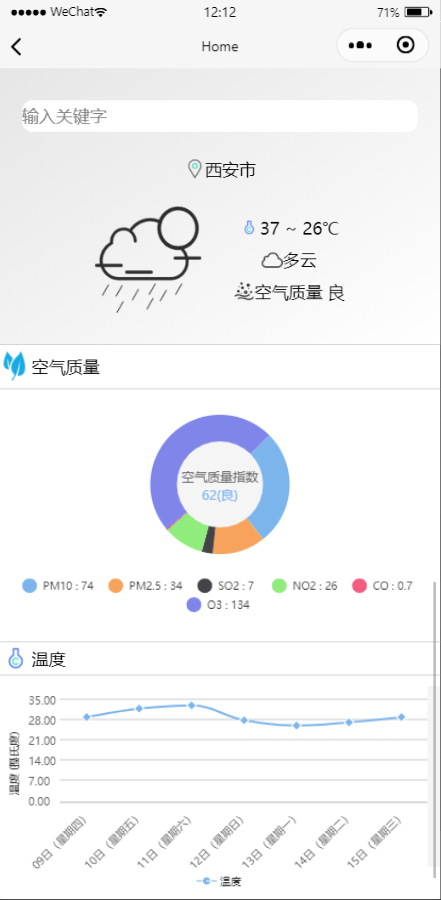 WeChat 12:12 71%
Home
输入关键字
西安市
37 ~ 26℃
多云
空气质量 良
空气质量
空气质量指数
62(良)
PM10 : 74 PM2.5 : 34 SO2 : 7 NO2 : 26 CO : 0.7
O3 : 134
温度
温度 (摄氏度)
35.00
28.00
21.00
14.00
7.00
0.00
09日（星期四） 10日（星期五） 11日（星期六） 12日（星期日） 13日（星期一） 14日（星期二） 15日（星期三）
温度